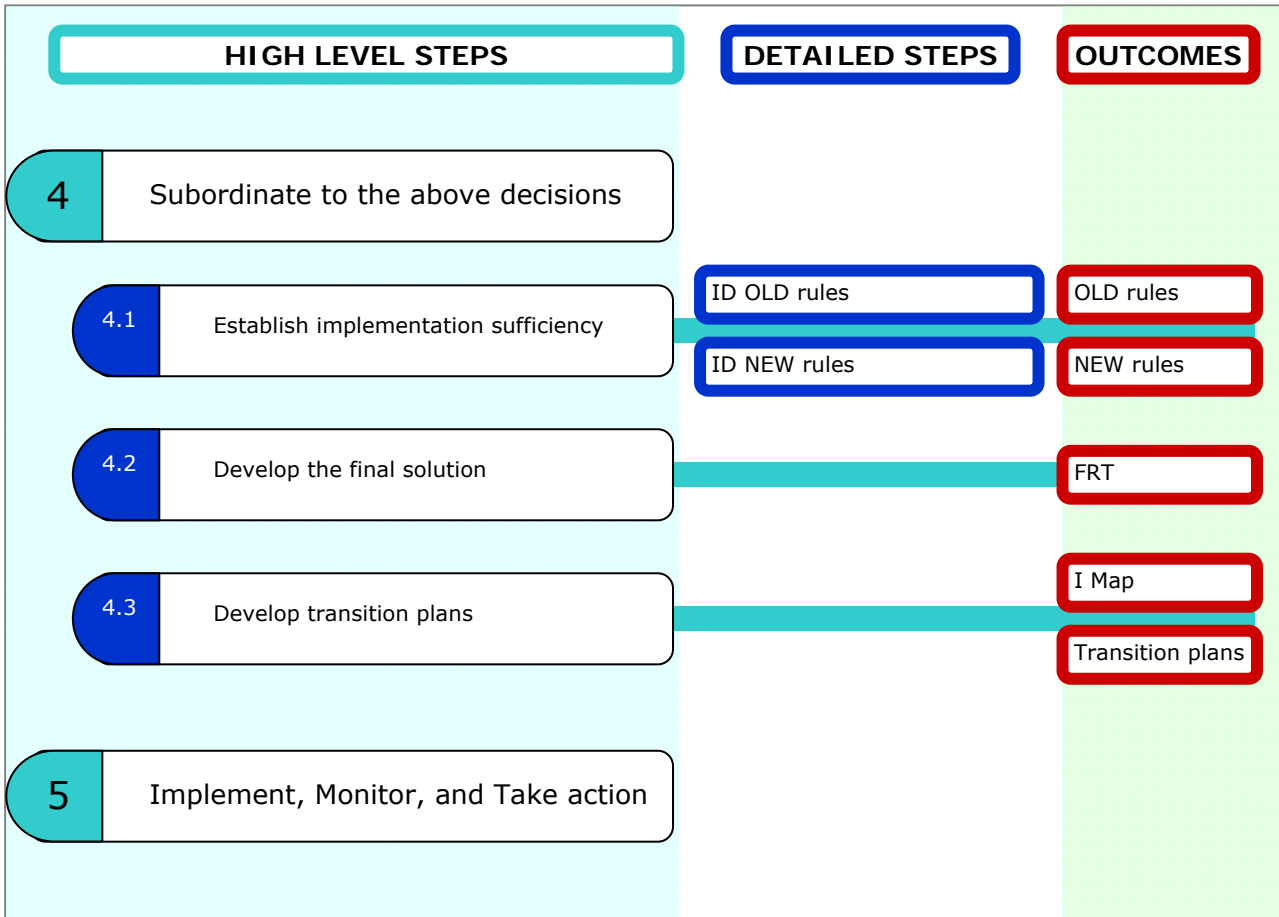 HIGH LEVEL STEPS
DETAILED STEPS
OUTCOMES
4
Subordinate to the above decisions
4.1
Establish implementation sufficiency
ID OLD rules
OLD rules
ID NEW rules
NEW rules
4.2
Develop the final solution
FRT
4.3
Develop transition plans
I Map
Transition plans
5
Implement, Monitor, and Take action